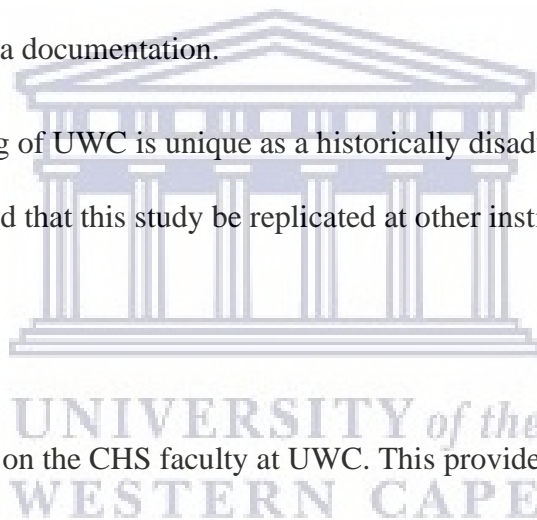 a documentation.
g of UWC is unique as a historically disad
d that this study be replicated at other inst
UNIVERSITY of the
on the CHS faculty at UWC. This provide
WESTERN CAPE